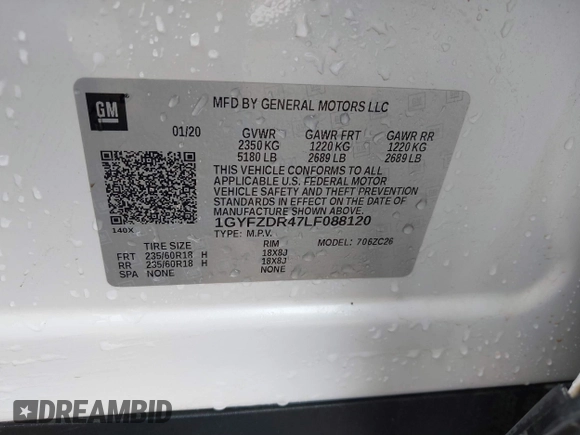 GM
MFD BY GENERAL MOTORS LLC
01/20 GVWR GAWR FRT GAWR RR
2350 KG 1220 KG 1220 KG
5180 LB 2689 LB 2689 LB
THIS VEHICLE CONFORMS TO ALL
APPLICABLE U.S. FEDERAL MOTOR
VEHICLE SAFETY AND THEFT PREVENTION
STANDARDS IN EFFECT ON THE DATE OF
MANUFACTURE SHOWN ABOVE.
1GYFZDR47LF088120
140X TYPE: M.P.V. MODEL: 706ZC26
TIRE SIZE RIM
FRT 235/60R18 H 18X8J
RR 235/60R18 H 18X8J
SPA NONE NONE
DREAMBID